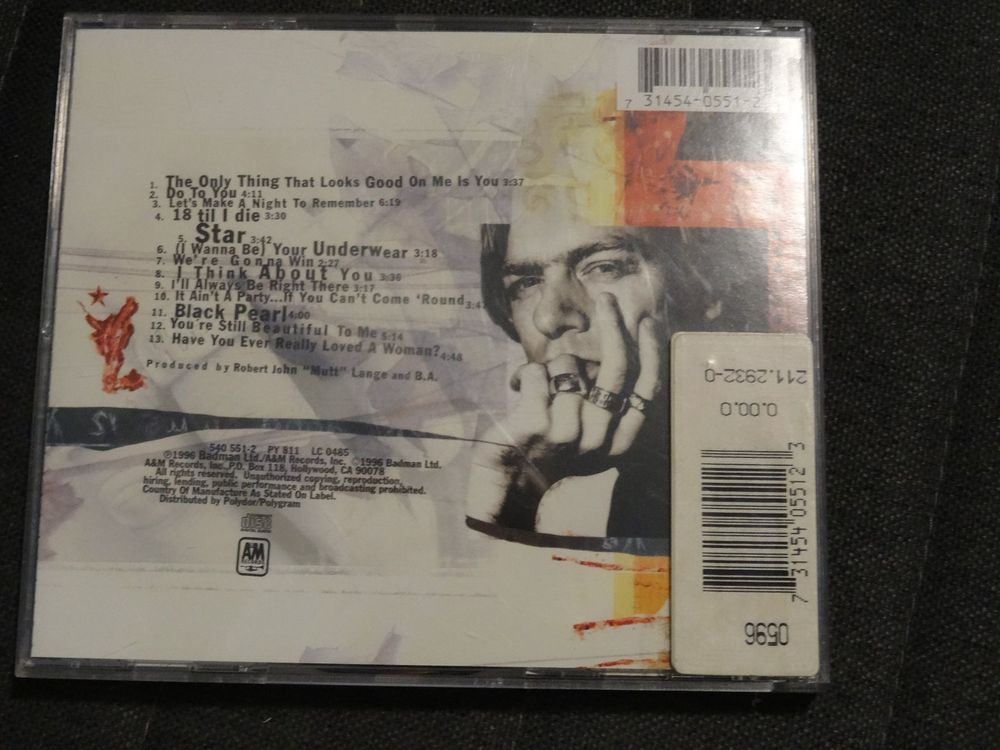 7 31454-0551-2
1. The Only Thing That Looks Good On Me Is You 3:37
2. Do To You 4:11
3. Let's Make A Night To Remember 6:19
4. 18 til I die 3:30
5. Star 3:42
6. (I Wanna Be) Your Underwear 3:18
7. We're Gonna Win 2:27
8. I Think About You 3:36
9. I'll Always Be Right There 3:17
10. It Ain't A Party...If You Can't Come 'Round
11. Black Pearl 4:00
12. You're Still Beautiful To Me 5:14
13. Have You Ever Really Loved A Woman? 4:48
Produced by Robert John "Mutt" Lange and B.A.
540 551-2 PY 811 LC 0485
℗1996 Badman Ltd./A&M Records, Inc. ©1996 Badman Ltd.
A&M Records, Inc., P.O. Box 118, Hollywood, CA 90078
All rights reserved. Unauthorized copying, reproduction,
hiring, lending, public performance and broadcasting prohibited.
Country Of Manufacture As Stated On Label.
Distributed by Polydor/Polygram
disc
DIGITAL AUDIO
A&M
RECORDS
0596
7 31454 05512 3
0.00.0
211.2932-0